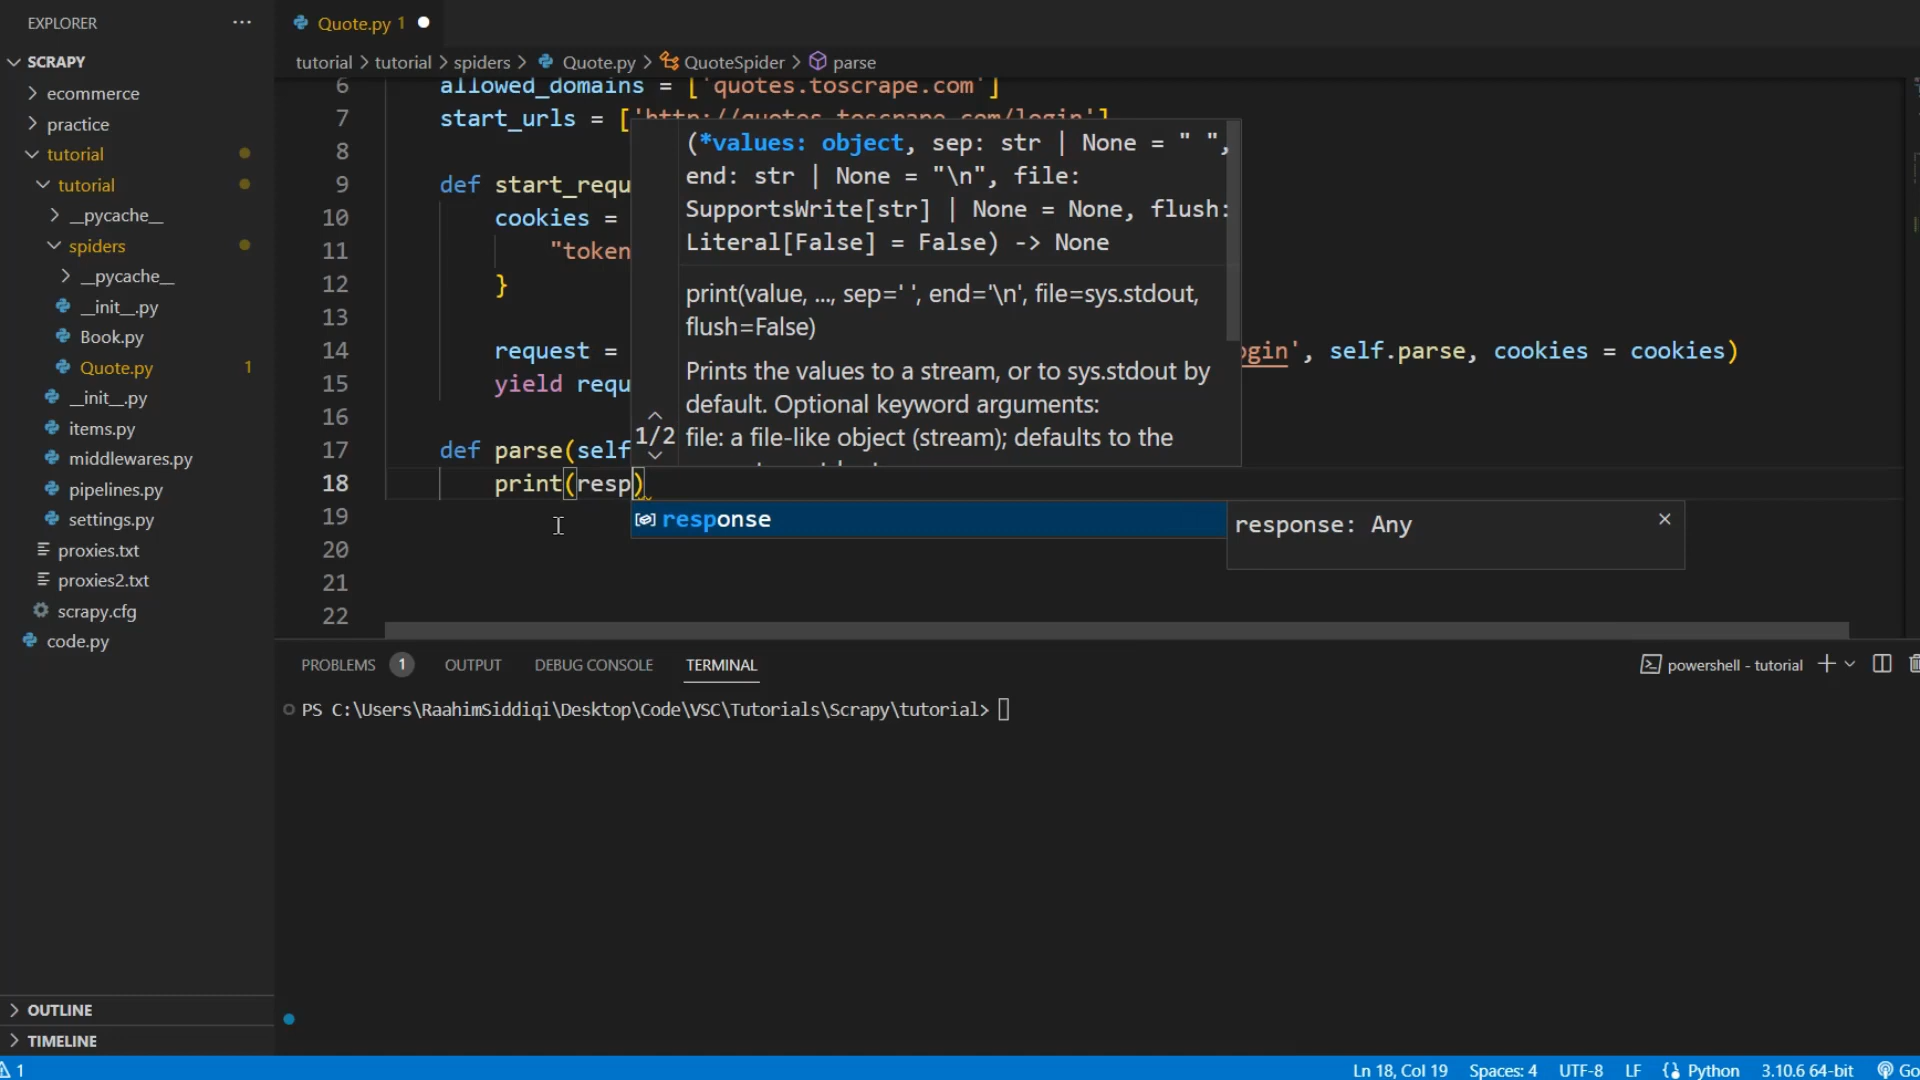 EXPLORER
SCRAPY
ecommerce
practice
tutorial
tutorial
__pycache__
spiders
__pycache__
__init__.py
Book.py
Quote.py 1
__init__.py
items.py
middlewares.py
pipelines.py
settings.py
proxies.txt
proxies2.txt
scrapy.cfg
code.py
OUTLINE
TIMELINE
Quote.py 1
tutorial > tutorial > spiders > Quote.py > QuoteSpider > parse
6 allowed_domains = ['quotes.toscrape.com']
7 start_urls = ['http://quotes.toscrape.com/login']
8
9 def start_requ
10 cookies =
11 "token
12 }
13
14 request = gin', self.parse, cookies = cookies)
15 yield requ
16
17 def parse(self
18 print(resp)
19
20
21
22
(*values: object, sep: str | None = " ",
end: str | None = "\n", file:
SupportsWrite[str] | None = None, flush:
Literal[False] = False) -> None
print(value, ..., sep=' ', end='\n', file=sys.stdout,
flush=False)
Prints the values to a stream, or to sys.stdout by
default. Optional keyword arguments:
1/2 file: a file-like object (stream); defaults to the
response
response: Any
PROBLEMS 1 OUTPUT DEBUG CONSOLE TERMINAL
powershell - tutorial
PS C:\Users\RaahimSiddiqi\Desktop\Code\VSC\Tutorials\Scrapy\tutorial>
1 Ln 18, Col 19 Spaces: 4 UTF-8 LF Python 3.10.6 64-bit Go